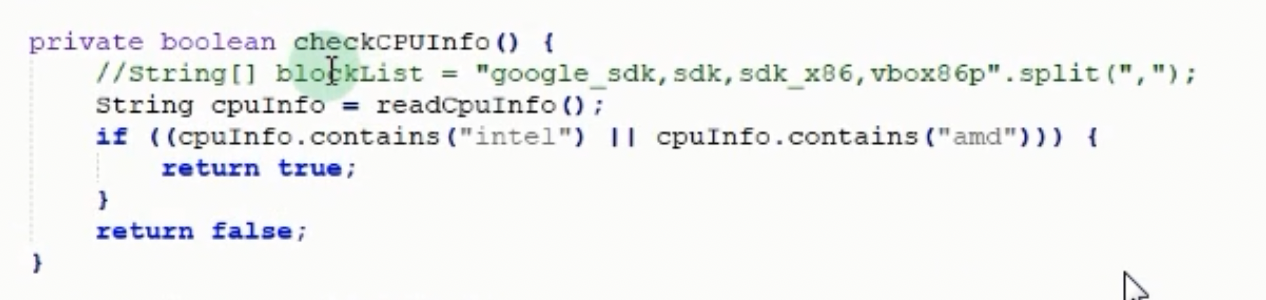 private boolean checkCPUInfo() {
//String[] blockList = "google_sdk,sdk,sdk_x86,vbox86p".split(",");
String cpuInfo = readCpuInfo();
if ((cpuInfo.contains("intel") || cpuInfo.contains("amd"))) {
return true;
}
return false;
}